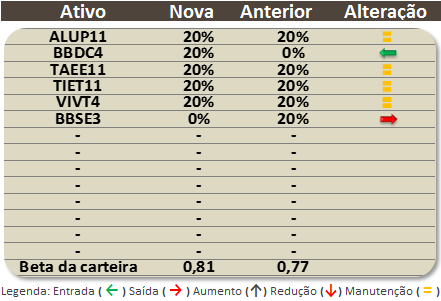 Ativo Nova Anterior Alteração
ALUP11 20% 20% =
BBDC4 20% 0% ←
TAEE11 20% 20% =
TIET11 20% 20% =
VIVT4 20% 20% =
BBSE3 0% 20% →
- - -
- - -
- - -
- - -
- - -
- - -
- - -
- - -
Beta da carteira 0,81 0,77
Legenda: Entrada ( ← ) Saída ( → ) Aumento ( ↑ ) Redução ( ↓ ) Manutenção ( = )